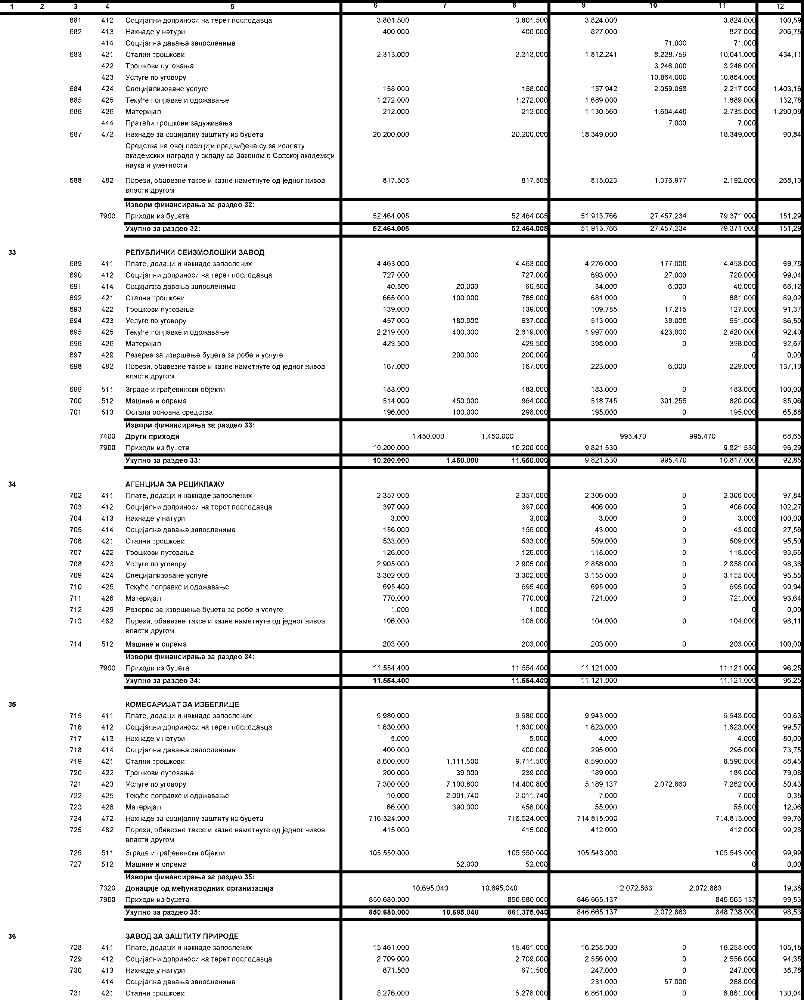 1 2 3 4 5 6 7 8 9 10 11 12
681 412 Социјални доприноси на терет послодавца 3.801.500 3.801.500 3.824.000 3.824.000 100,59
682 413 Накнаде у натури 400.000 400.000 827.000 827.000 206,75
414 Социјална давања запосленима 71.000 71.000
683 421 Стални трошкови 2.313.000 2.313.000 1.812.241 8.228.759 10.041.000 434,11
422 Трошкови путовања 3.246.000 3.246.000
423 Услуге по уговору 10.864.000 10.864.000
684 424 Специјализоване услуге 158.000 158.000 157.942 2.059.058 2.217.000 1.403,16
685 425 Текуће поправке и одржавање 1.272.000 1.272.000 1.689.000 1.689.000 132,78
686 426 Материјал 212.000 212.000 1.130.560 1.604.440 2.735.000 1.290,09
444 Пратећи трошкови задуживања 7.000 7.000
687 472 Накнаде за социјалну заштиту из буџета 20.200.000 20.200.000 18.349.000 18.349.000 90,84
Средства на овој позицији предвиђена су за исплату
академских награда у складу са Законом о Српској академији
наука и уметности
688 482 Порези, обавезне таксе и казне наметнуте од једног нивоа 817.505 817.505 815.023 1.376.977 2.192.000 268,13
власти другом
Извори финансирања за раздео 32:
7900 Приходи из буџета 52.464.005 52.464.005 51.913.766 27.457.234 79.371.000 151,29
Укупно за раздео 32: 52.464.005 52.464.005 51.913.766 27.457.234 79.371.000 151,29
33 РЕПУБЛИЧКИ СЕИЗМОЛОШКИ ЗАВОД
689 411 Плате, додаци и накнаде запослених 4.463.000 4.463.000 4.276.000 177.000 4.453.000 99,78
690 412 Социјални доприноси на терет послодавца 727.000 727.000 693.000 27.000 720.000 99,04
691 414 Социјална давања запосленима 40.500 20.000 60.500 34.000 6.000 40.000 66,12
692 421 Стални трошкови 665.000 100.000 765.000 681.000 0 681.000 89,02
693 422 Трошкови путовања 139.000 139.000 109.785 17.215 127.000 91,37
694 423 Услуге по уговору 457.000 180.000 637.000 513.000 38.000 551.000 86,50
695 425 Текуће поправке и одржавање 2.219.000 400.000 2.619.000 1.997.000 423.000 2.420.000 92,40
696 426 Материјал 429.500 429.500 398.000 0 398.000 92,67
697 429 Резерва за извршење буџета за робе и услуге 200.000 200.000 0 0,00
698 482 Порези, обавезне таксе и казне наметнуте од једног нивоа 167.000 167.000 223.000 6.000 229.000 137,13
власти другом
699 511 Зграде и грађевински објекти 183.000 183.000 183.000 0 183.000 100,00
700 512 Машине и опрема 514.000 450.000 964.000 518.745 301.255 820.000 85,06
701 513 Остала основна средства 196.000 100.000 296.000 195.000 0 195.000 65,88
Извори финансирања за раздео 33:
7400 Други приходи 1.450.000 1.450.000 995.470 995.470 68,65
7900 Приходи из буџета 10.200.000 10.200.000 9.821.530 9.821.530 96,29
Укупно за раздео 33: 10.200.000 1.450.000 11.650.000 9.821.530 995.470 10.817.000 92,85
34 АГЕНЦИЈА ЗА РЕЦИКЛАЖУ
702 411 Плате, додаци и накнаде запослених 2.357.000 2.357.000 2.306.000 0 2.306.000 97,84
703 412 Социјални доприноси на терет послодавца 397.000 397.000 406.000 0 406.000 102,27
704 413 Накнаде у натури 3.000 3.000 3.000 0 3.000 100,00
705 414 Социјална давања запосленима 156.000 156.000 43.000 0 43.000 27,56
706 421 Стални трошкови 533.000 533.000 509.000 0 509.000 95,50
707 422 Трошкови путовања 126.000 126.000 118.000 0 118.000 93,65
708 423 Услуге по уговору 2.905.000 2.905.000 2.858.000 0 2.858.000 98,38
709 424 Специјализоване услуге 3.302.000 3.302.000 3.155.000 0 3.155.000 95,55
710 425 Текуће поправке и одржавање 695.400 695.400 695.000 0 695.000 99,94
711 426 Материјал 770.000 770.000 721.000 0 721.000 93,64
712 429 Резерва за извршење буџета за робе и услуге 1.000 1.000 0 0,00
713 482 Порези, обавезне таксе и казне наметнуте од једног нивоа 106.000 106.000 104.000 0 104.000 98,11
власти другом
714 512 Машине и опрема 203.000 203.000 203.000 0 203.000 100,00
Извори финансирања за раздео 34:
7900 Приходи из буџета 11.554.400 11.554.400 11.121.000 11.121.000 96,25
Укупно за раздео 34: 11.554.400 11.554.400 11.121.000 11.121.000 96,25
35 КОМЕСАРИЈАТ ЗА ИЗБЕГЛИЦЕ
715 411 Плате, додаци и накнаде запослених 9.980.000 9.980.000 9.943.000 9.943.000 99,63
716 412 Социјални доприноси на терет послодавца 1.630.000 1.630.000 1.623.000 1.623.000 99,57
717 413 Накнаде у натури 5.000 5.000 4.000 4.000 80,00
718 414 Социјална давања запосленима 400.000 400.000 295.000 295.000 73,75
719 421 Стални трошкови 8.600.000 1.111.500 9.711.500 8.590.000 8.590.000 88,45
720 422 Трошкови путовања 200.000 39.000 239.000 189.000 189.000 79,08
721 423 Услуге по уговору 7.300.000 7.100.800 14.400.800 5.189.137 2.072.863 7.262.000 50,43
722 425 Текуће поправке и одржавање 10.000 2.001.740 2.011.740 7.000 7.000 0,35
723 426 Материјал 66.000 390.000 456.000 55.000 55.000 12,06
724 472 Накнаде за социјалну заштиту из буџета 716.524.000 716.524.000 714.815.000 714.815.000 99,76
725 482 Порези, обавезне таксе и казне наметнуте од једног нивоа 415.000 415.000 412.000 412.000 99,28
власти другом
726 511 Зграде и грађевински објекти 105.550.000 105.550.000 105.543.000 105.543.000 99,99
727 512 Машине и опрема 52.000 52.000 0 0,00
Извори финансирања за раздео 35:
7320 Донације од међународних организација 10.695.040 10.695.040 2.072.863 2.072.863 19,38
7900 Приходи из буџета 850.680.000 850.680.000 846.665.137 846.665.137 99,53
Укупно за раздео 35: 850.680.000 10.695.040 861.375.040 846.665.137 2.072.863 848.738.000 98,53
36 ЗАВОД ЗА ЗАШТИТУ ПРИРОДЕ
728 411 Плате, додаци и накнаде запослених 15.461.000 15.461.000 16.258.000 0 16.258.000 105,15
729 412 Социјални доприноси на терет послодавца 2.709.000 2.709.000 2.556.000 0 2.556.000 94,35
730 413 Накнаде у натури 671.500 671.500 247.000 0 247.000 36,78
414 Социјална давања запосленима 231.000 57.000 288.000
731 421 Стални трошкови 5.276.000 5.276.000 6.861.000 0 6.861.000 130,04